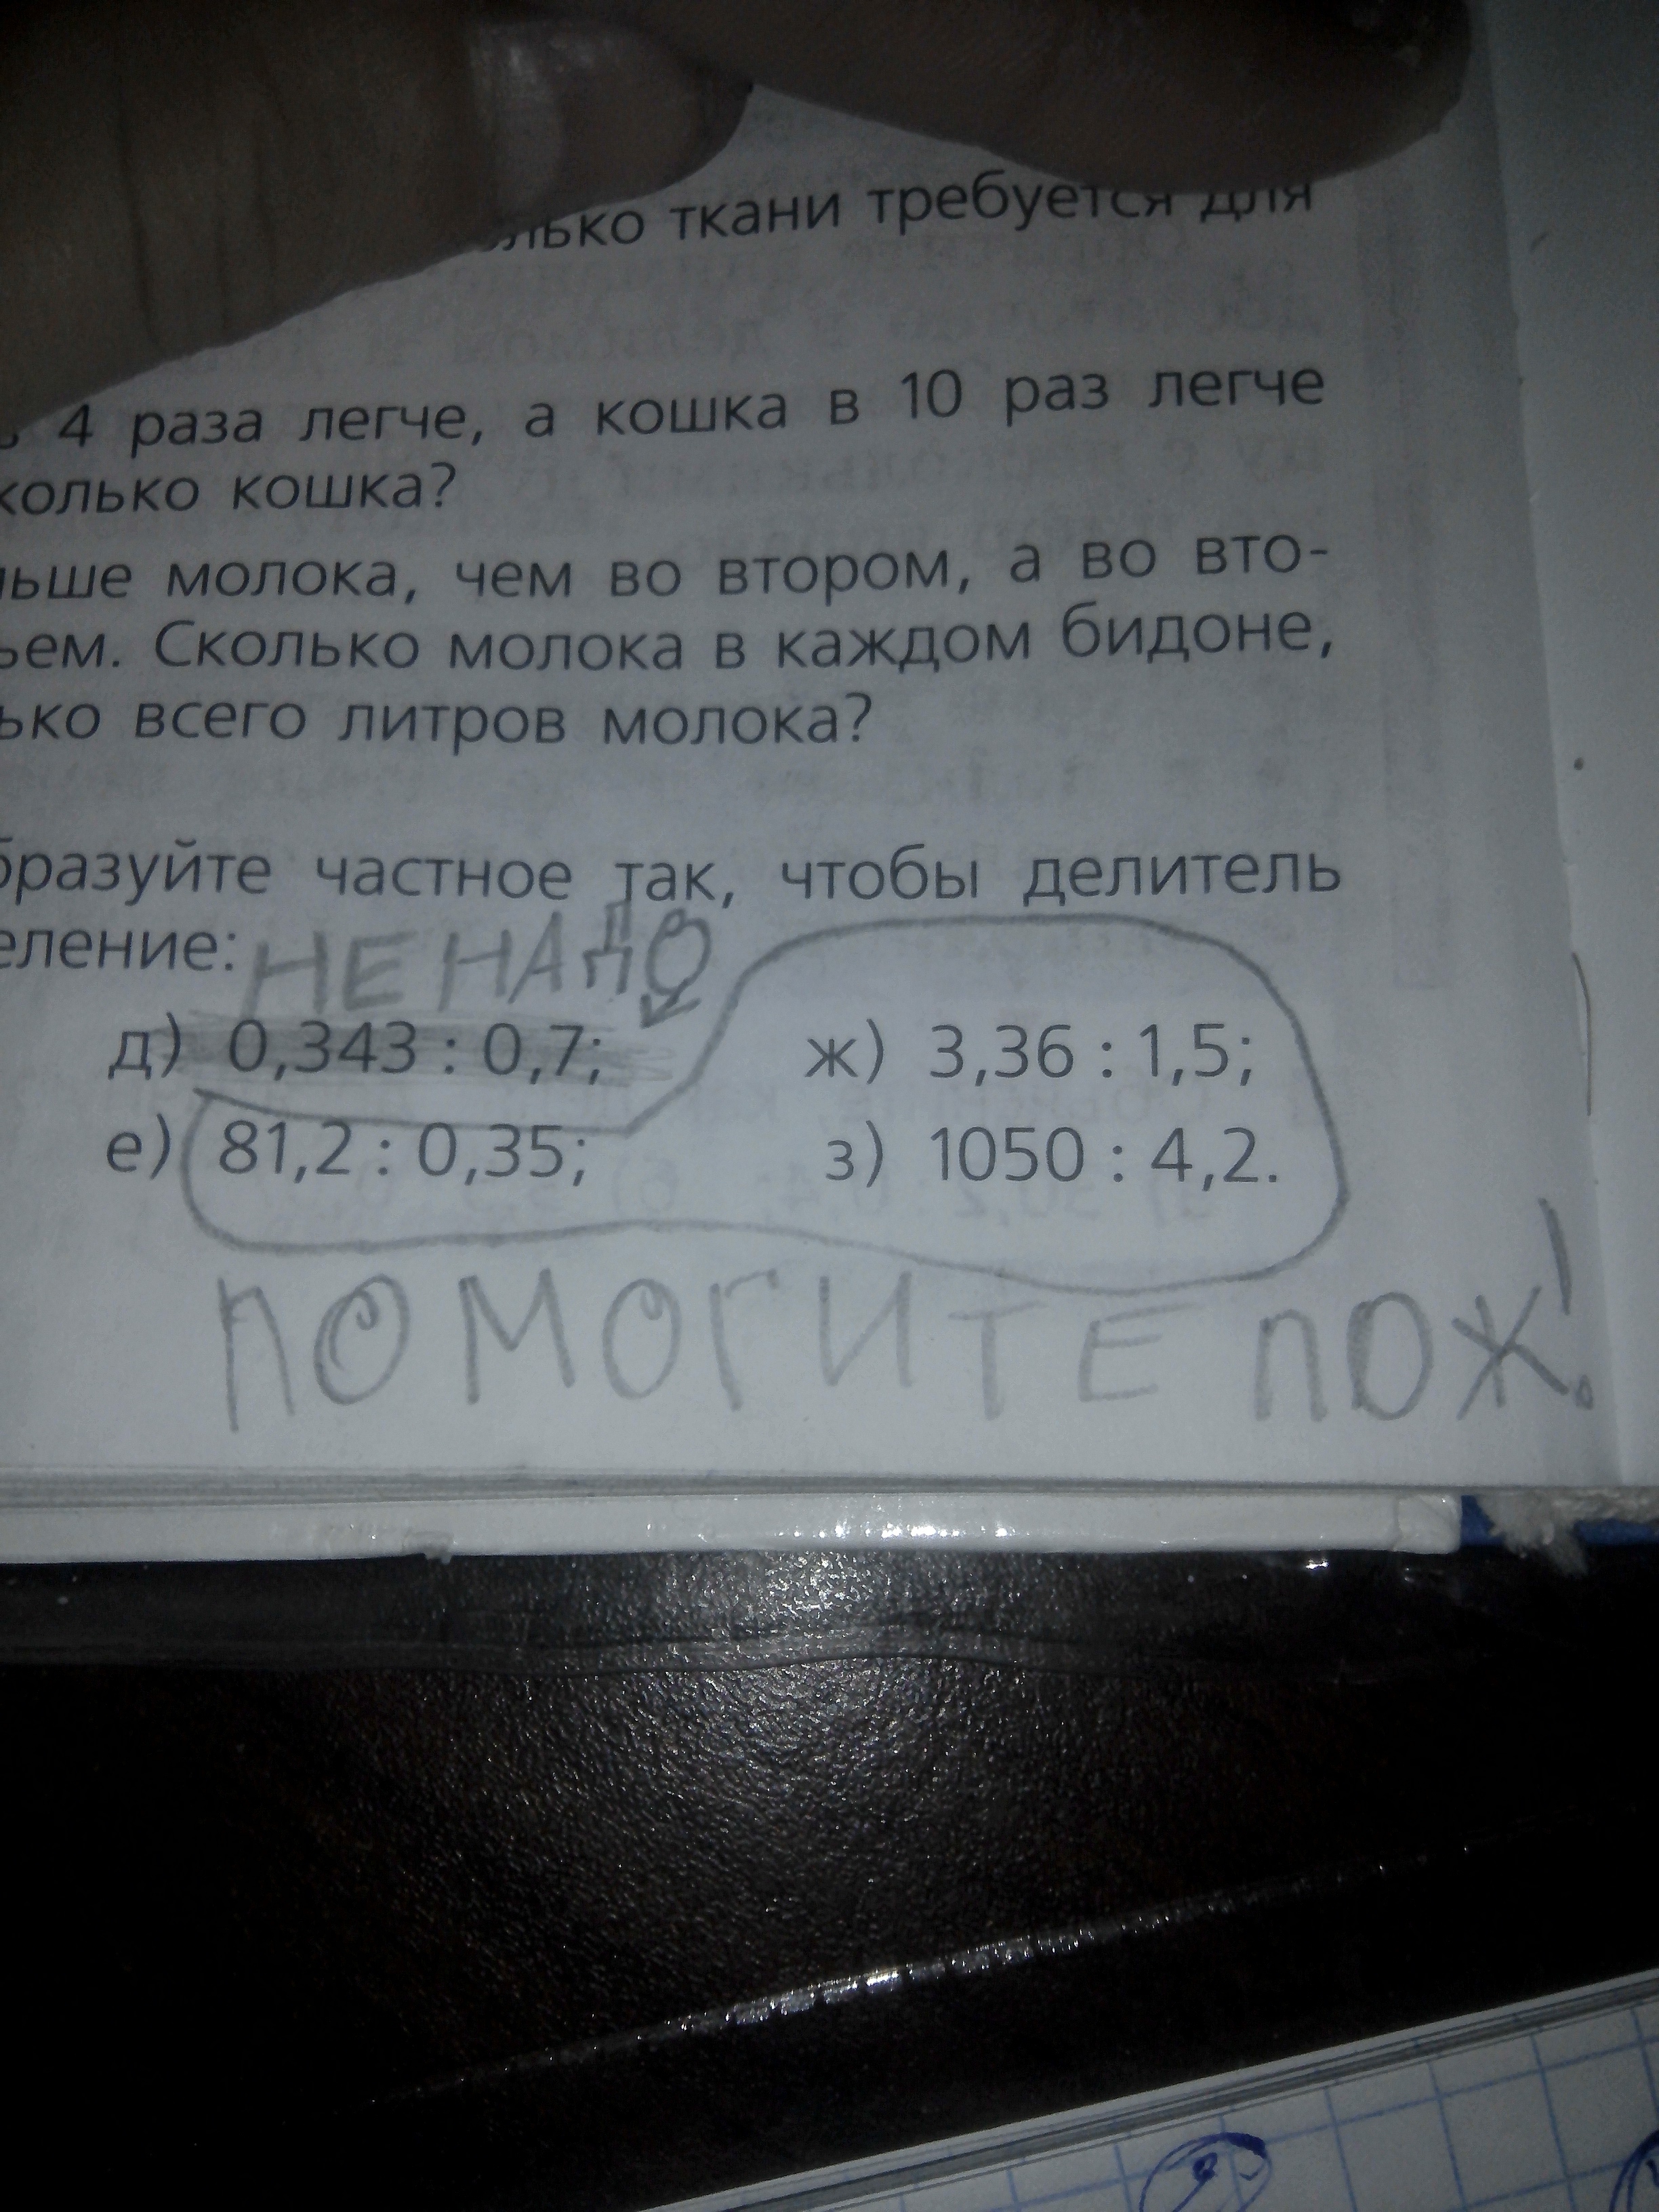 лько ткани требуется для
4 раза легче, а кошка в 10 раз легче
колько кошка?
ньше молока, чем во втором, а во вто-
ьем. Сколько молока в каждом бидоне,
ько всего литров молока?
бразуйте частное так, чтобы делитель
еление: НЕ НАДО
д) 0,343 : 0,7; ж) 3,36 : 1,5;
е) 81,2 : 0,35; з) 1050 : 4,2.
ПОМОГИТЕ ПОЖ!